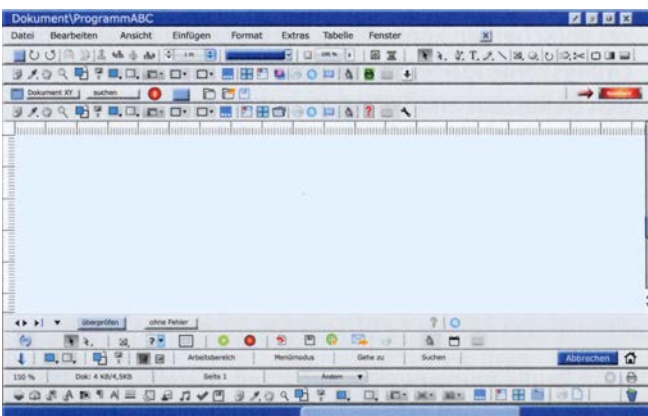 Dokument\ProgrammABC
Datei Bearbeiten Ansicht Einfügen Format Extras Tabelle Fenster
Dokument XY suchen
überprüfen ohne Fehler
Arbeitsbereich Menümodus Gehe zu Suchen Abbrechen
150 % Dok: 4 KB/4,5KB Seite 1 Ändern